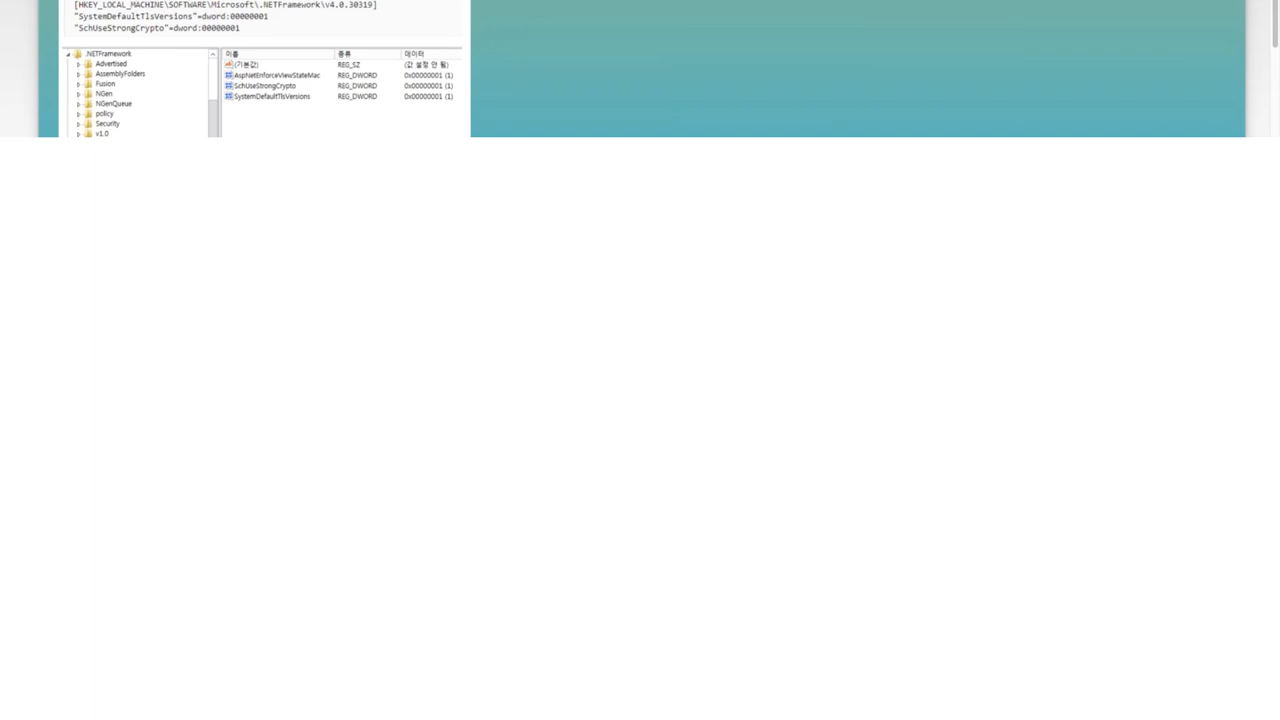 [HKEY_LOCAL_MACHINE\SOFTWARE\Microsoft\.NETFramework\v4.0.30319]
"SystemDefaultTlsVersions"=dword:00000001
"SchUseStrongCrypto"=dword:00000001
.NETFramework
Advertised
AssemblyFolders
Fusion
NGen
NGenQueue
policy
Security
v1.0
이름 종류 데이터
(기본값) REG_SZ (값 설정 안 됨)
AspNetEnforceViewStateMac REG_DWORD 0x00000001 (1)
SchUseStrongCrypto REG_DWORD 0x00000001 (1)
SystemDefaultTlsVersions REG_DWORD 0x00000001 (1)